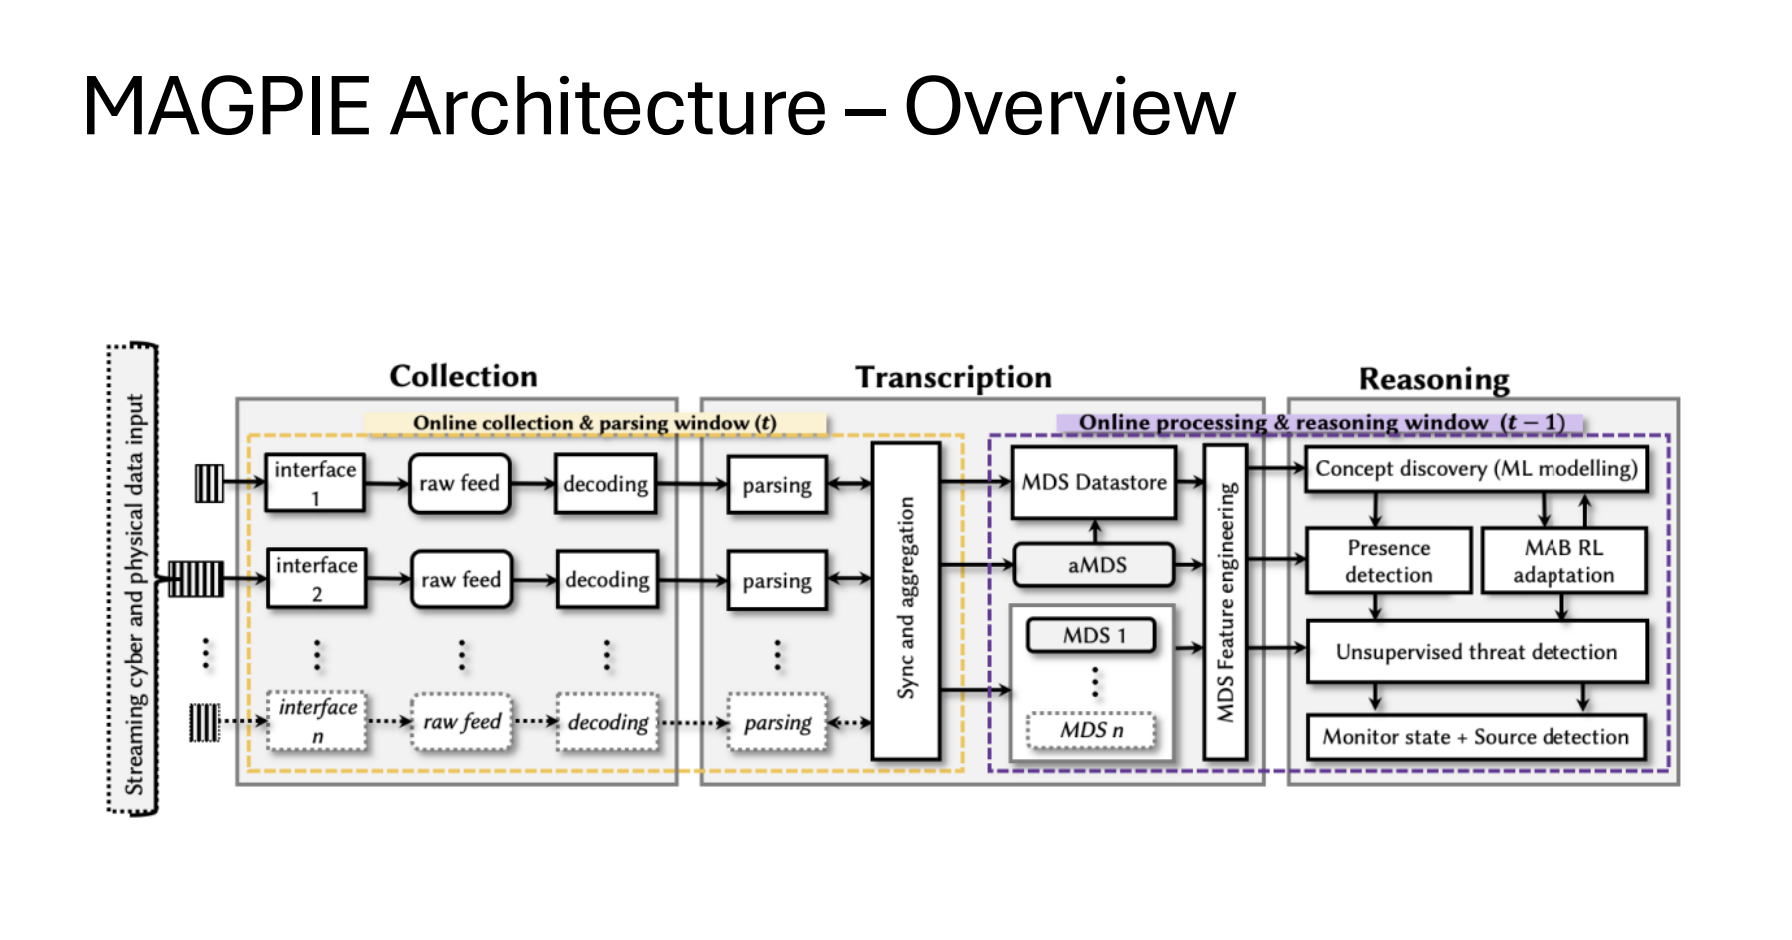 MAGPIE Architecture – Overview
Streaming cyber and physical data input
Collection
Transcription
Reasoning
Online collection & parsing window (t)
Online processing & reasoning window (t − 1)
interface
1
raw feed
decoding
parsing
interface
2
raw feed
decoding
parsing
interface
n
raw feed
decoding
parsing
Sync and aggregation
MDS Datastore
aMDS
MDS 1
MDS n
MDS Feature engineering
Concept discovery (ML modelling)
Presence
detection
MAB RL
adaptation
Unsupervised threat detection
Monitor state + Source detection